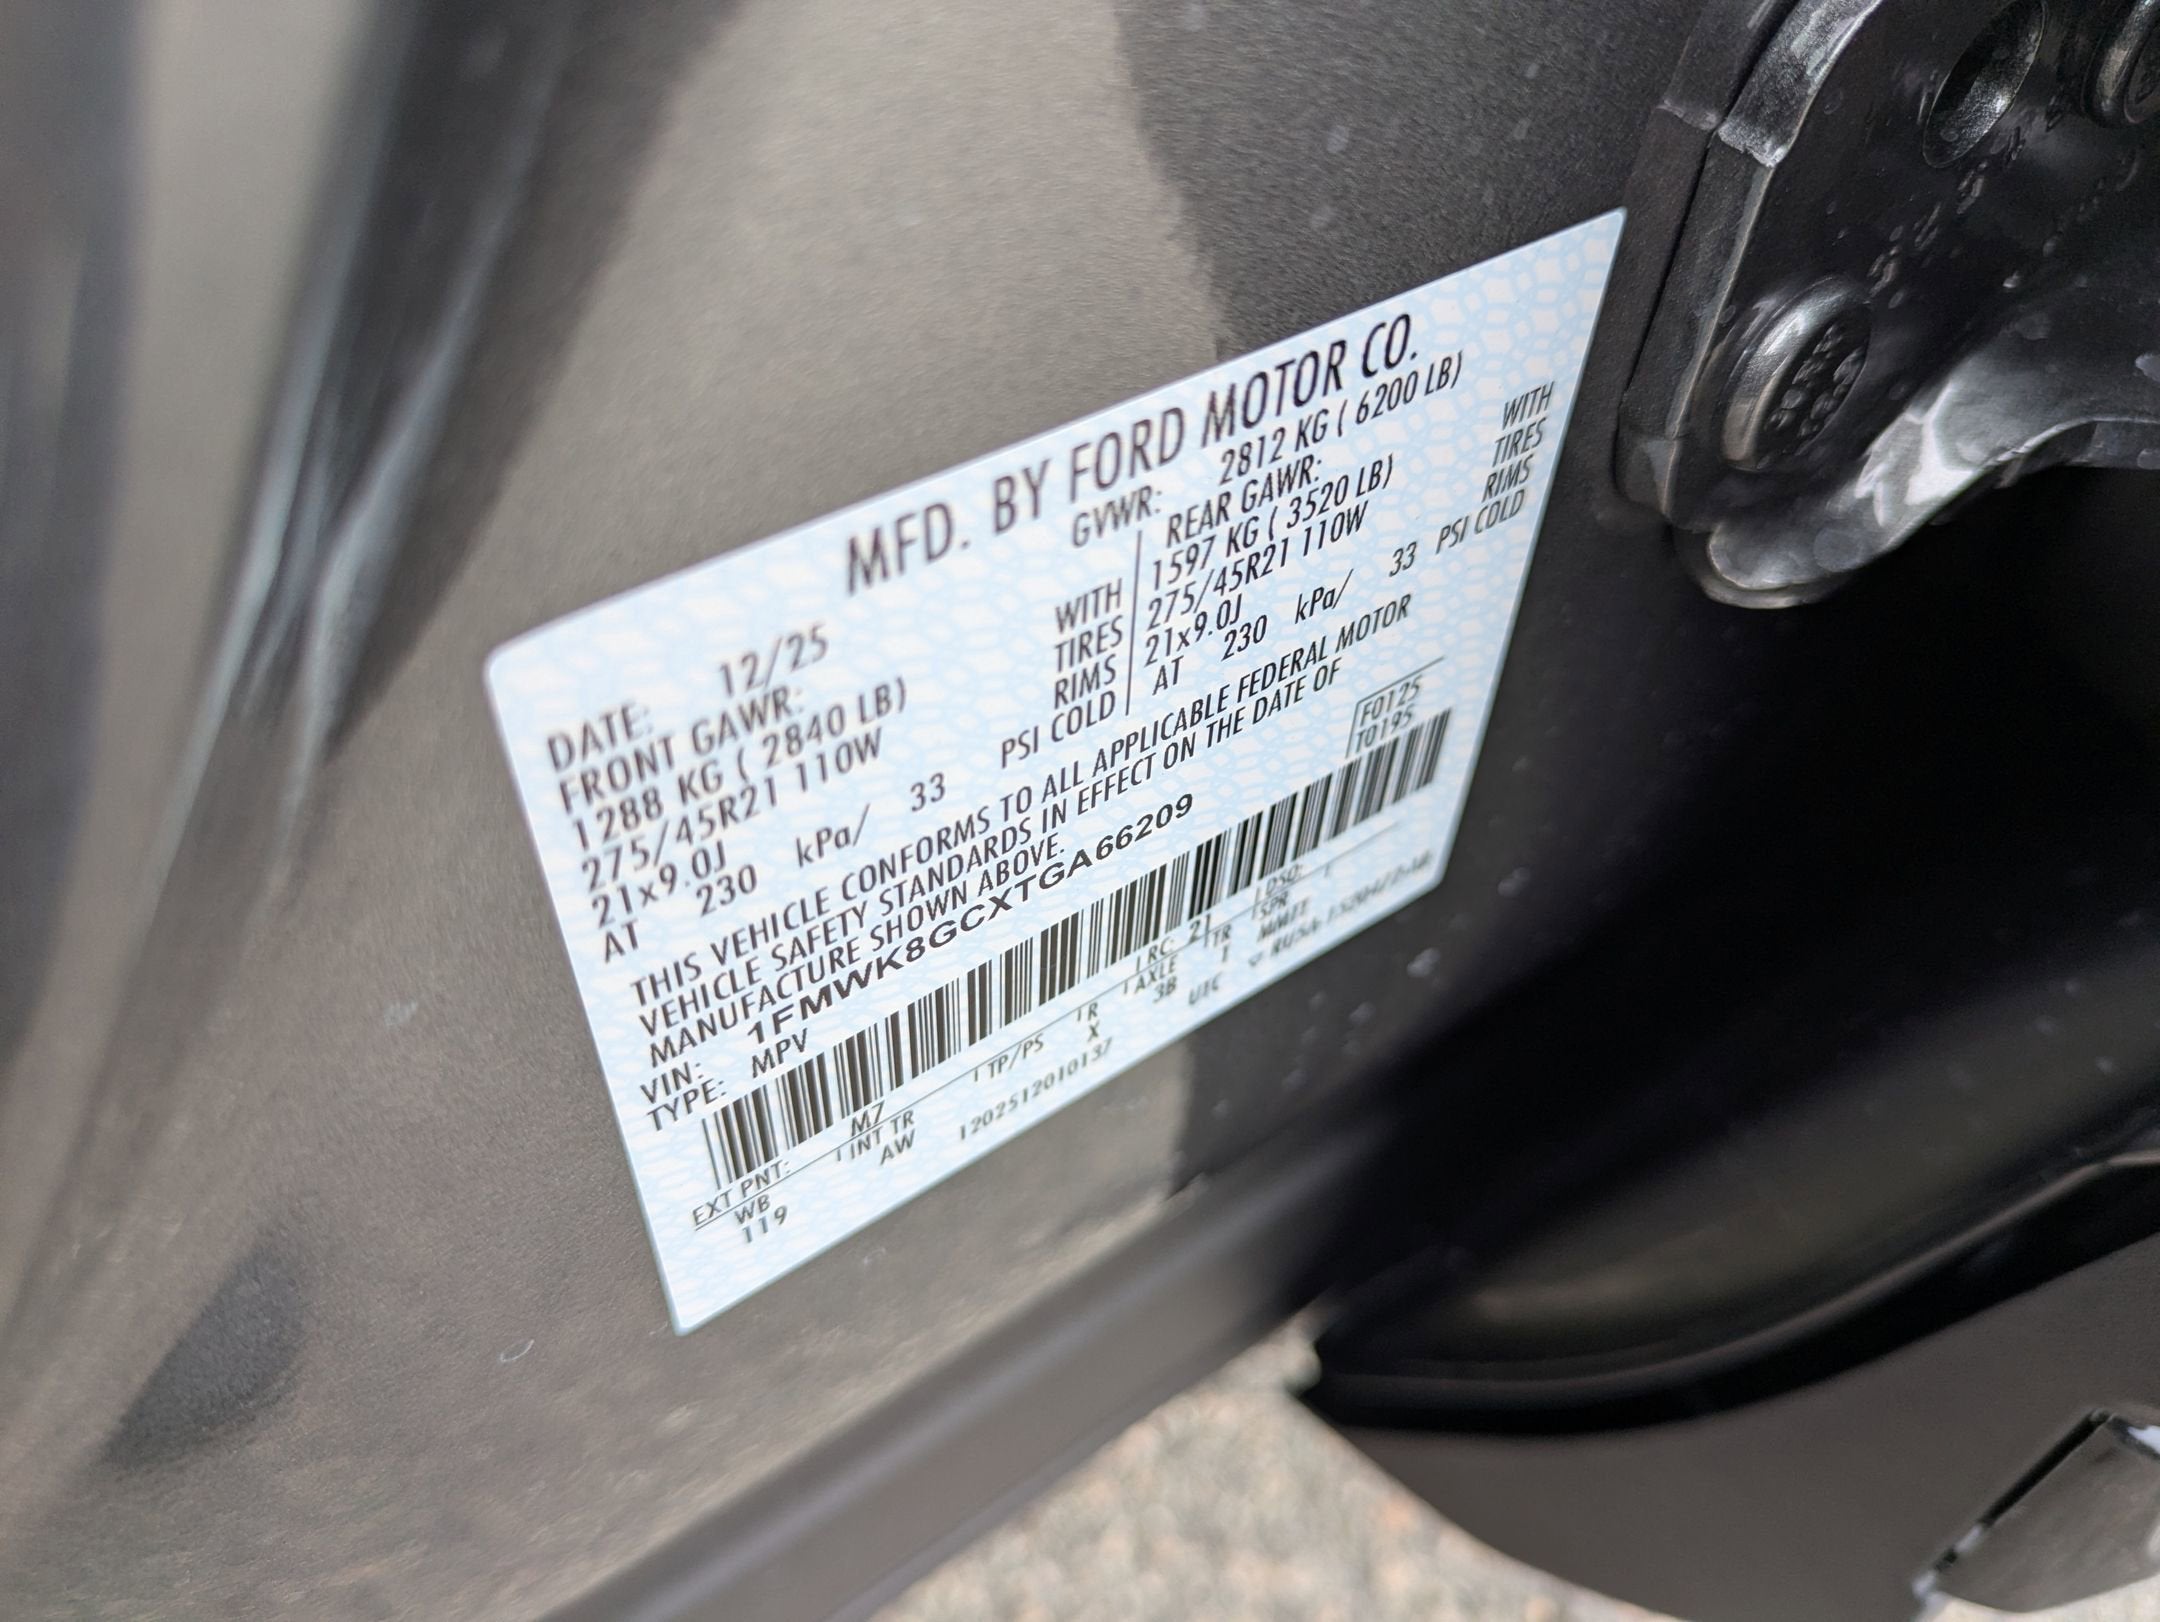 MFD. BY FORD MOTOR CO.
DATE: 12/25 GVWR: 2812 KG ( 6200 LB)
FRONT GAWR: REAR GAWR:
1288 KG ( 2840 LB) WITH 1597 KG ( 3520 LB) WITH
275/45R21 110W TIRES 275/45R21 110W TIRES
21x9.0J RIMS 21x9.0J RIMS
AT 230 kPa/ 33 PSI COLD AT 230 kPa/ 33 PSI COLD
THIS VEHICLE CONFORMS TO ALL APPLICABLE FEDERAL MOTOR
VEHICLE SAFETY STANDARDS IN EFFECT ON THE DATE OF
MANUFACTURE SHOWN ABOVE.
VIN: 1FMWK8GCXTGA66209 F0125
TYPE: MPV T0195
EXT PNT: M7 RC: 21 DSO:
WB INT TR TP/PS R AXLE TR SPR
119 AW X 3B
1202512010137 UTC